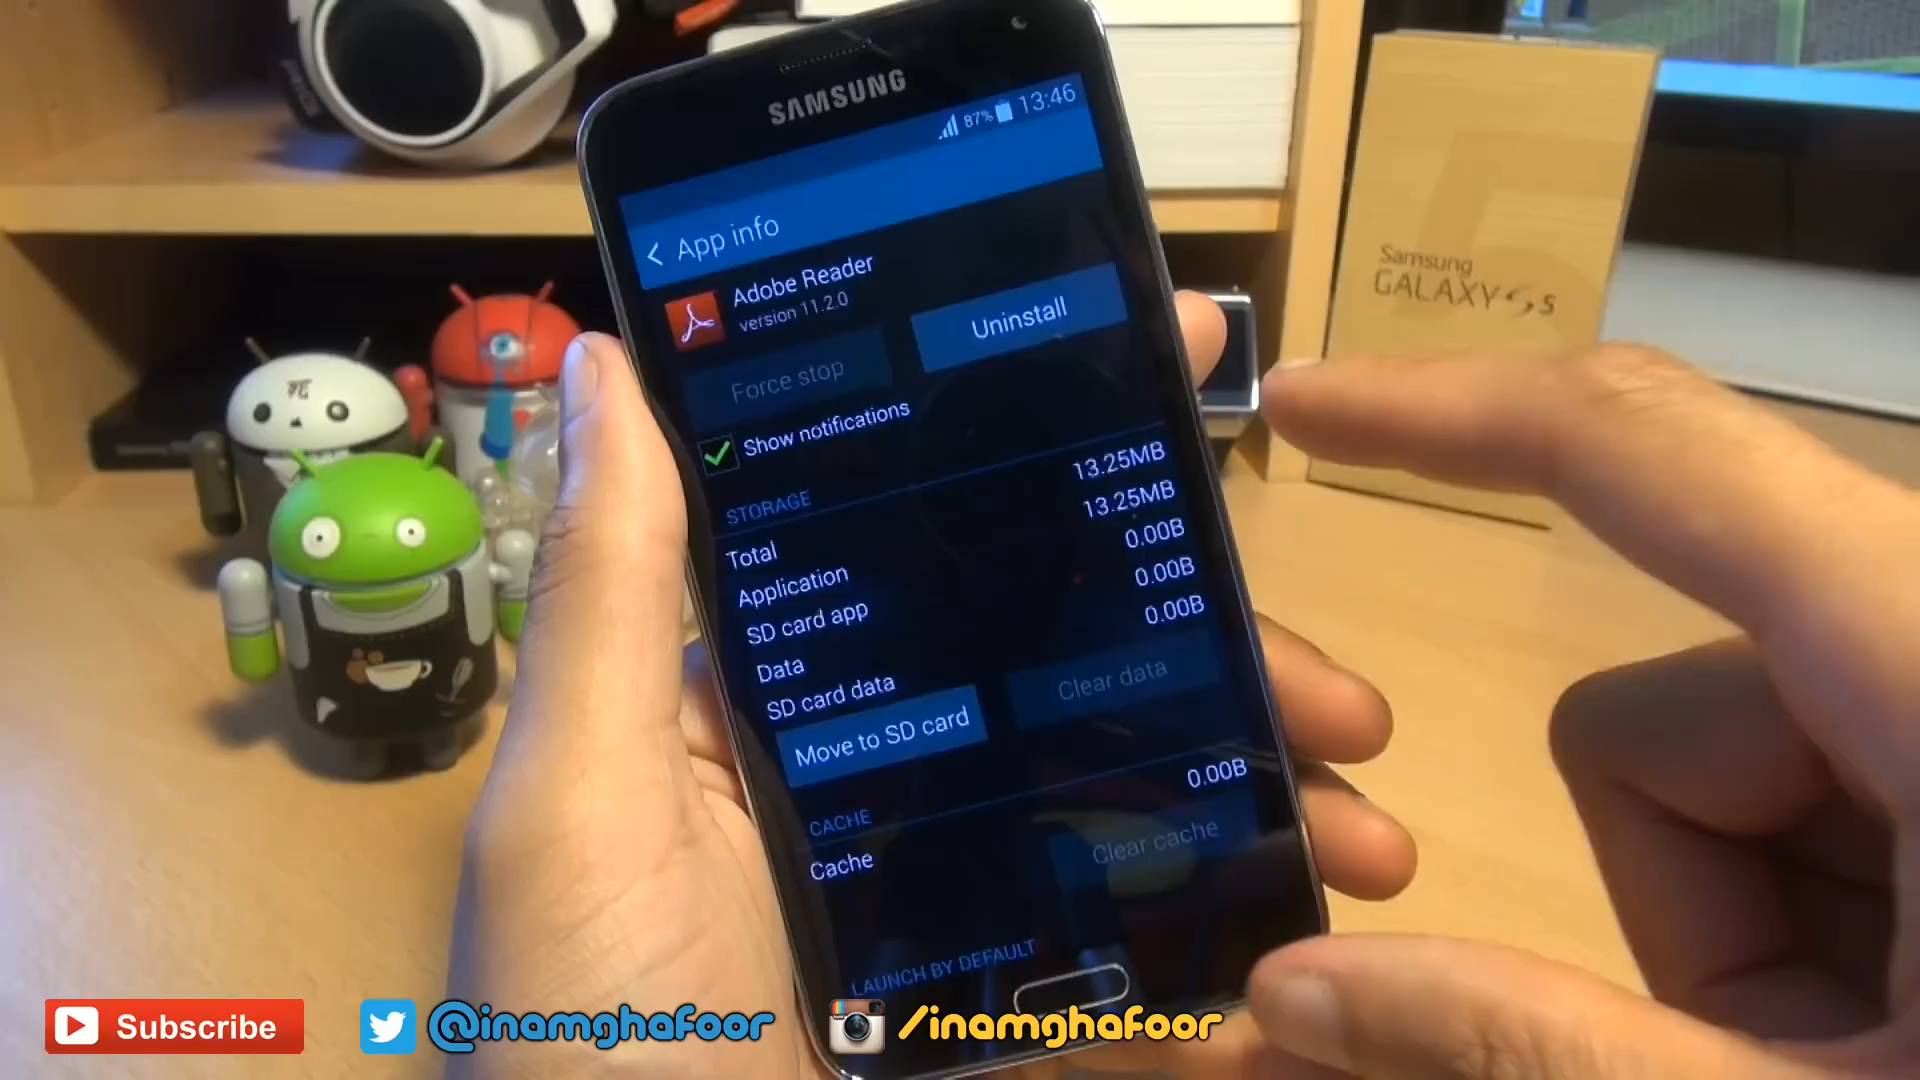 SAMSUNG
87% 13:46
< App info
Adobe Reader
version 11.2.0
Force stop
Uninstall
Show notifications
STORAGE
Total 13.25MB
Application 13.25MB
SD card app 0.00B
Data 0.00B
SD card data 0.00B
Move to SD card
Clear data
CACHE
Cache 0.00B
Clear cache
LAUNCH BY DEFAULT
Samsung
GALAXY S5
Subscribe
@inamghafoor
/inamghafoor